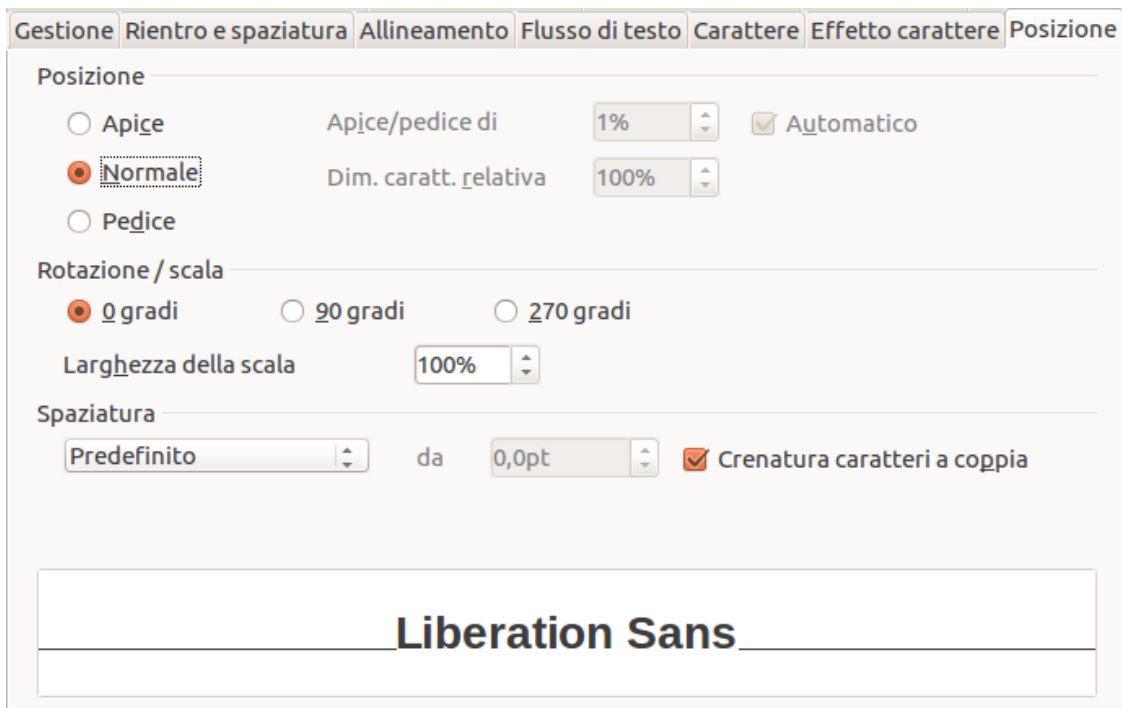 Gestione Rientro e spaziatura Allineamento Flusso di testo Carattere Effetto carattere Posizione
Posizione
Apice Apice/pedice di 1% Automatico
Normale Dim. caratt. relativa 100%
Pedice
Rotazione / scala
0 gradi 90 gradi 270 gradi
Larghezza della scala 100%
Spaziatura
Predefinito da 0,0pt Crenatura caratteri a coppia
Liberation Sans